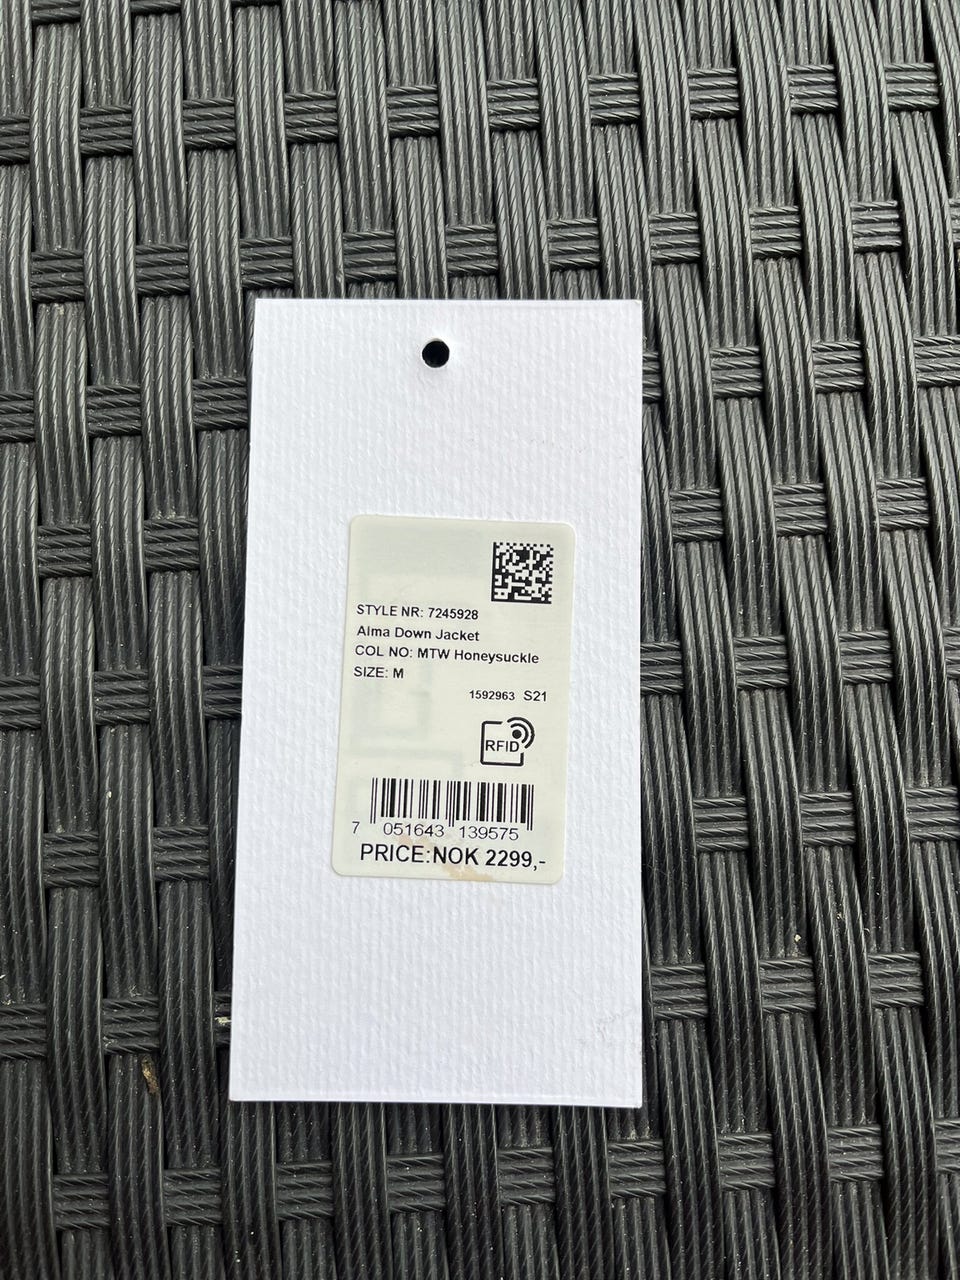 STYLE NR: 7245928
Alma Down Jacket
COL NO: MTW Honeysuckle
SIZE: M
1592963 S21
RFID
7 051643 139575
PRICE:NOK 2299,-